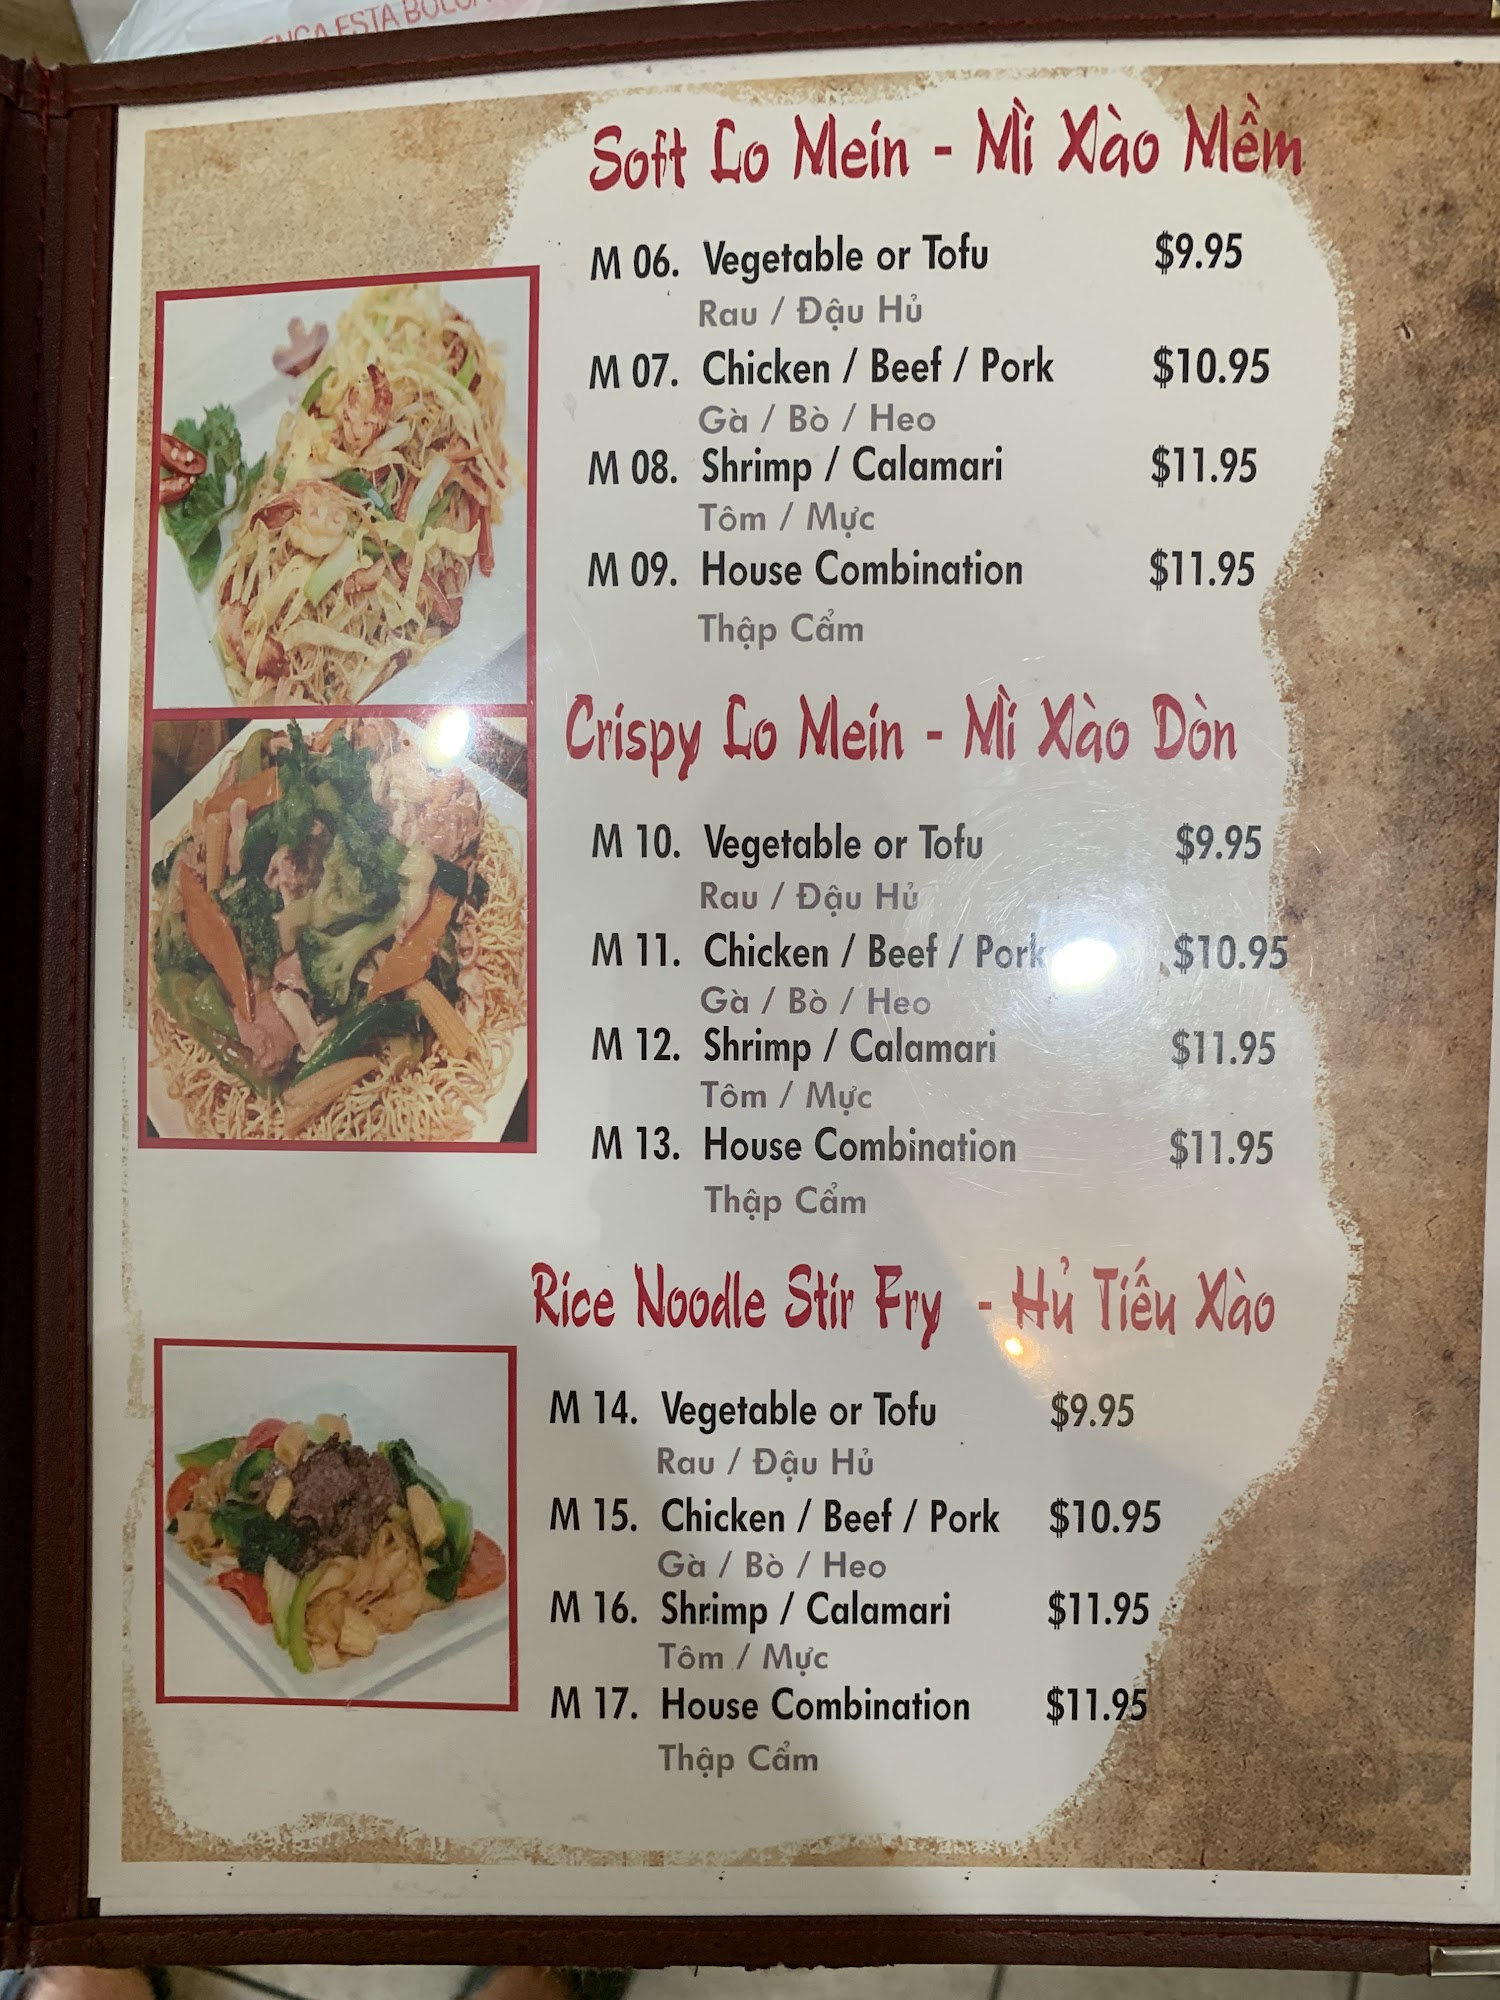 ESTA
Soft Lo Mein - Mì Xào Mềm
M 06. Vegetable or Tofu $9.95
Rau / Đậu Hủ
M 07. Chicken / Beef / Pork $10.95
Gà / Bò / Heo
M 08. Shrimp / Calamari $11.95
Tôm / Mực
M 09. House Combination $11.95
Thập Cẩm
Crispy Lo Mein - Mì Xào Dòn
M 10. Vegetable or Tofu $9.95
Rau / Đậu Hủ
M 11. Chicken / Beef / Pork $10.95
Gà / Bò / Heo
M 12. Shrimp / Calamari $11.95
Tôm / Mực
M 13. House Combination $11.95
Thập Cẩm
Rice Noodle Stir Fry - Hủ Tiếu Xào
M 14. Vegetable or Tofu $9.95
Rau / Đậu Hủ
M 15. Chicken / Beef / Pork $10.95
Gà / Bò / Heo
M 16. Shrimp / Calamari $11.95
Tôm / Mực
M 17. House Combination $11.95
Thập Cẩm